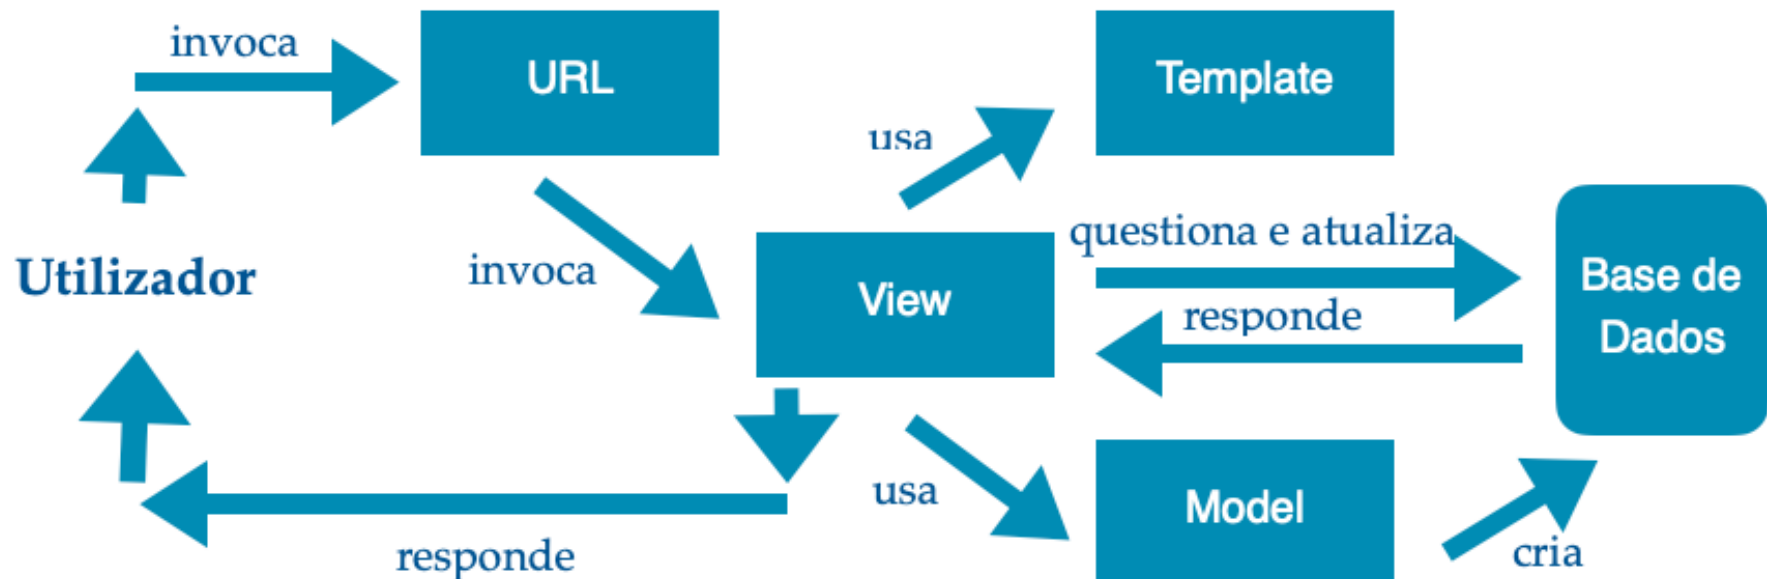 invoca
URL
Template
usa
Utilizador
invoca
View
questiona e atualiza
responde
Base de
Dados
usa
Model
responde
cria